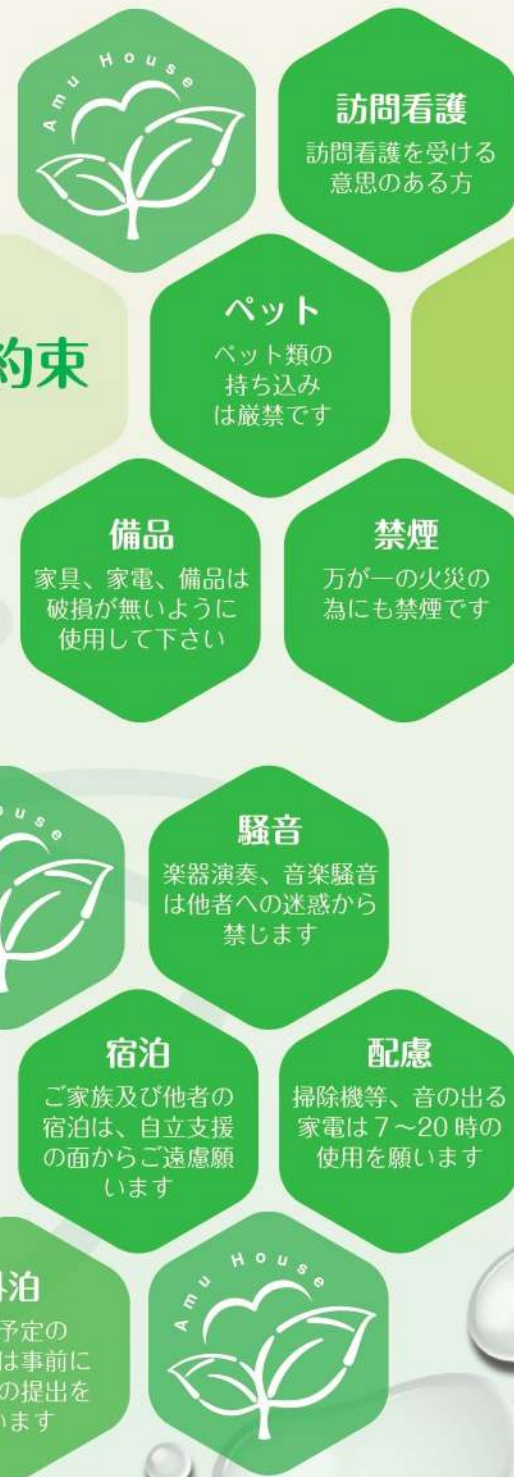 Amu House
訪問看護
訪問看護を受ける
意思のある方
約束
ペット
ペット類の
持ち込み
は厳禁です
備品
家具、家電、備品は
破損が無いように
使用して下さい
禁煙
万が一の火災の
為にも禁煙です
ouse
騒音
楽器演奏、音楽騒音
は他者への迷惑から
禁じます
宿泊
ご家族及び他者の
宿泊は、自立支援
の面からご遠慮願
います
配慮
掃除機等、音の出る
家電は7〜20時の
使用を願います
外泊
予定の
は事前に
の提出を
います
Amu House